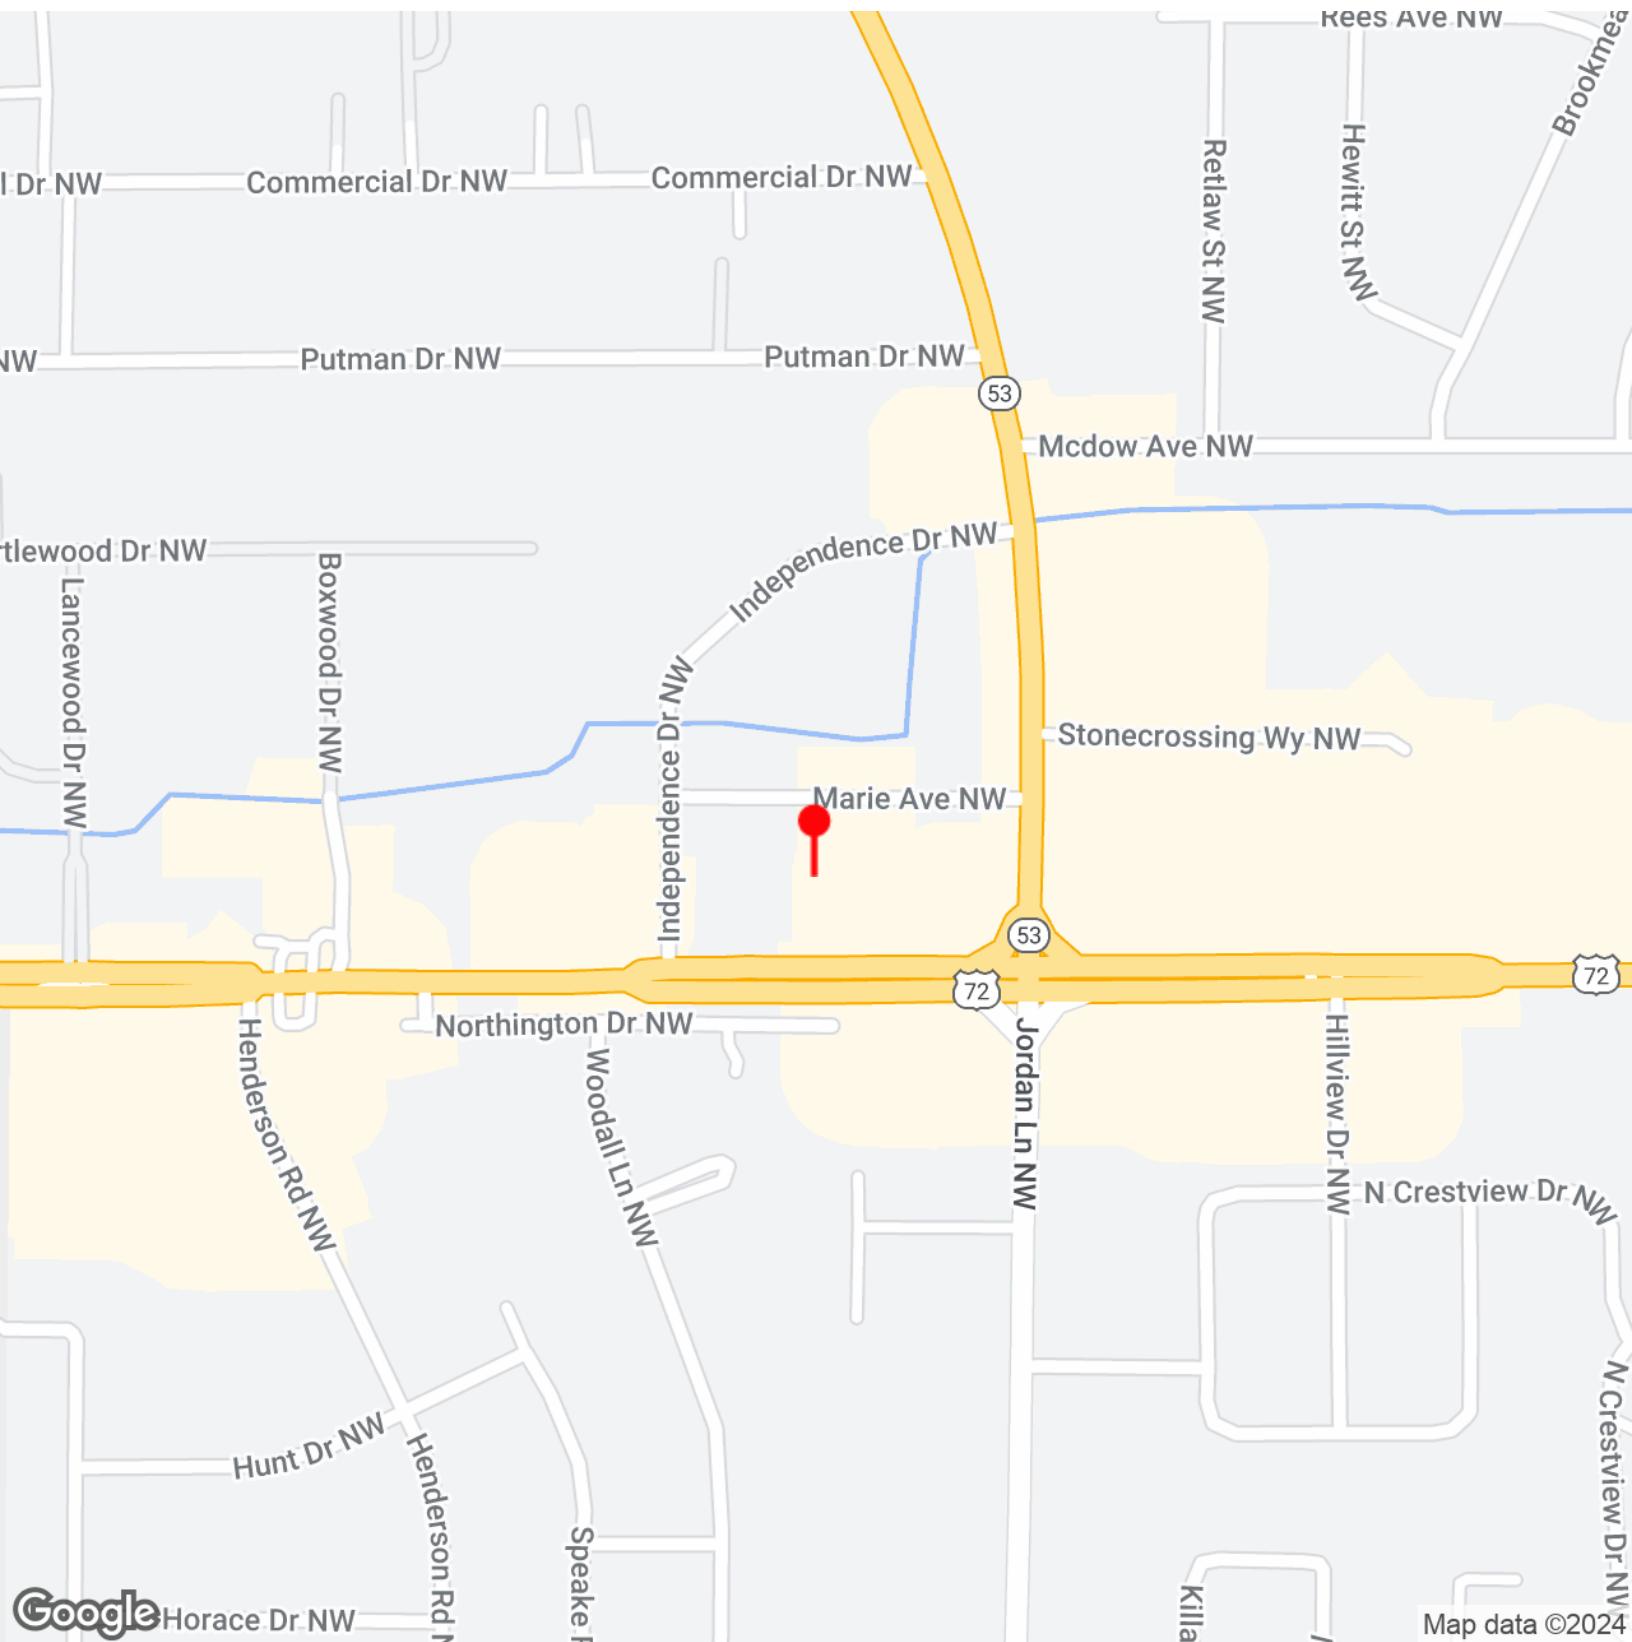 Rees Ave NW
Retlaw St NW
Hewitt St NW
l Dr NW
Commercial Dr NW
Commercial Dr NW
NW
Putman Dr NW
Putman Dr NW
53
Mcdow Ave NW
Independence Dr NW
rtlewood Dr NW
Boxwood Dr NW
Lancewood Dr NW
Independence Dr NW
Stonecrossing Wy NW
Marie Ave NW
53
72
72
Northington Dr NW
Henderson Rd NW
Woodall Ln NW
Jordan Ln NW
Hillview Dr NW
N Crestview Dr NW
N Crestview Dr NW
Hunt Dr NW
Henderson Rd
Speake
Killa
Google
Horace Dr NW
Map data ©2024